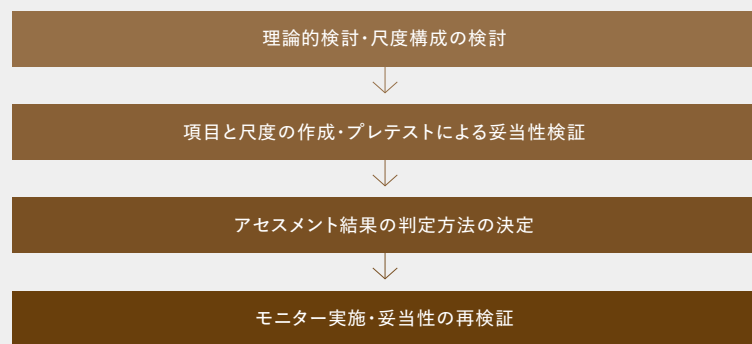 理論的検討・尺度構成の検討
項目と尺度の作成・プレテストによる妥当性検証
アセスメント結果の判定方法の決定
モニター実施・妥当性の再検証